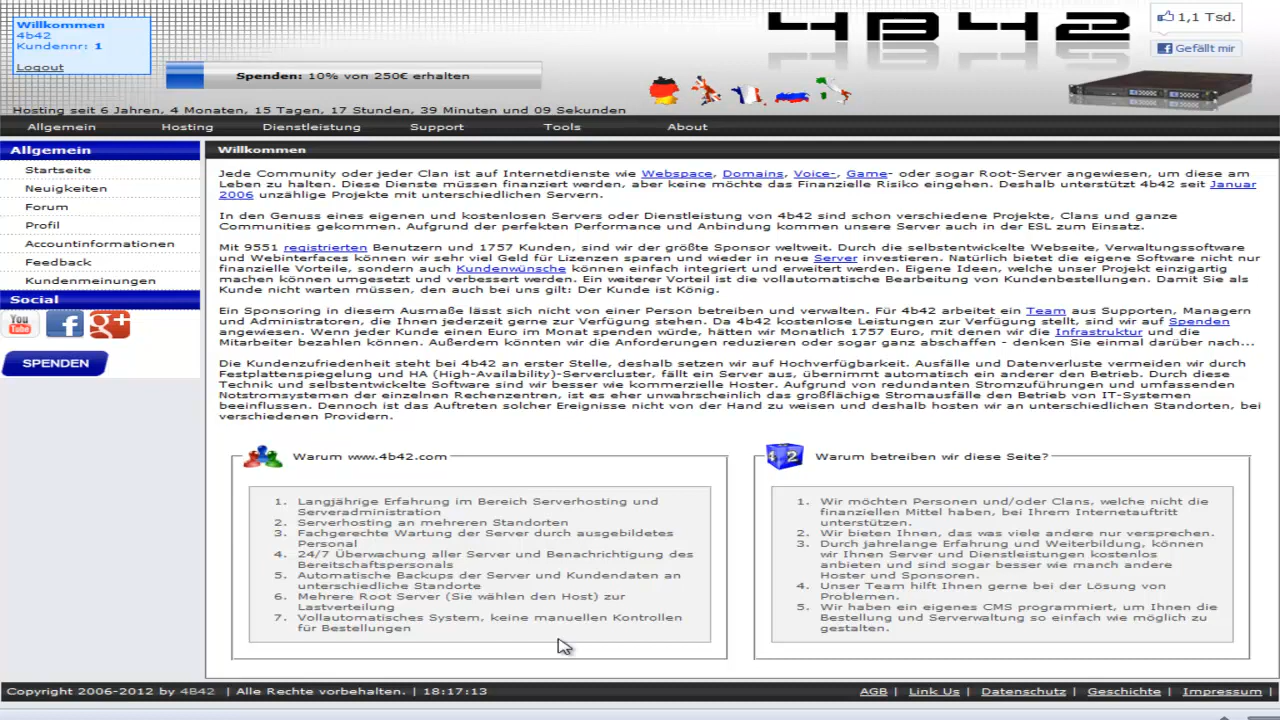 Willkommen
4b42
Kundennr: 1
Logout
4B42
1,1 Tsd.
Gefällt mir
Spenden: 10% von 250€ erhalten
Hosting seit 6 Jahren, 4 Monaten, 15 Tagen, 17 Stunden, 39 Minuten und 09 Sekunden
Allgemein Hosting Dienstleistung Support Tools About
Allgemein
Startseite
Neuigkeiten
Forum
Profil
Accountinformationen
Feedback
Kundenmeinungen
Social
You Tube
SPENDEN
Willkommen
Jede Community oder jeder Clan ist auf Internetdienste wie Webspace, Domains, Voice-, Game- oder sogar Root-Server angewiesen, um diese am
Leben zu halten. Diese Dienste müssen finanziert werden, aber keine möchte das Finanzielle Risiko eingehen. Deshalb unterstützt 4b42 seit Januar
2006 unzählige Projekte mit unterschiedlichen Servern.
In den Genuss eines eigenen und kostenlosen Servers oder Dienstleistung von 4b42 sind schon verschiedene Projekte, Clans und ganze
Communities gekommen. Aufgrund der perfekten Performance und Anbindung kommen unsere Server auch in der ESL zum Einsatz.
Mit 9551 registrierten Benutzern und 1757 Kunden, sind wir der größte Sponsor weltweit. Durch die selbstentwickelte Webseite, Verwaltungssoftware
und Webinterfaces können wir sehr viel Geld für Lizenzen sparen und wieder in neue Server investieren. Natürlich bietet die eigene Software nicht nur
finanzielle Vorteile, sondern auch Kundenwünsche können einfach integriert und erweitert werden. Eigene Ideen, welche unser Projekt einzigartig
machen können umgesetzt und verbessert werden. Ein weiterer Vorteil ist die vollautomatische Bearbeitung von Kundenbestellungen. Damit Sie als
Kunde nicht warten müssen, den auch bei uns gilt: Der Kunde ist König.
Ein Sponsoring in diesem Ausmaße lässt sich nicht von einer Person betreiben und verwalten. Für 4b42 arbeitet ein Team aus Supporten, Managern
und Administratoren, die Ihnen jederzeit gerne zur Verfügung stehen. Da 4b42 kostenlose Leistungen zur Verfügung stellt, sind wir auf Spenden
angewiesen. Wenn jeder Kunde einen Euro im Monat spenden würde, hätten wir Monatlich 1757 Euro, mit denen wir die Infrastruktur und die
Mitarbeiter bezahlen können. Außerdem könnten wir die Anforderungen reduzieren oder sogar ganz abschaffen - denken Sie einmal darüber nach...
Die Kundenzufriedenheit steht bei 4b42 an erster Stelle, deshalb setzen wir auf Hochverfügbarkeit. Ausfälle und Datenverluste vermeiden wir durch
Festplattenspiegelung und HA (High-Availability)-Servercluster, fällt ein Server aus, übernimmt automatisch ein anderer den Betrieb. Durch diese
Technik und selbstentwickelte Software sind wir besser wie kommerzielle Hoster. Aufgrund von redundanten Stromzuführungen und umfassenden
Notstromsystemen der einzelnen Rechenzentren, ist es eher unwahrscheinlich das großflächige Stromausfälle den Betrieb von IT-Systemen
beeinflussen. Dennoch ist das Auftreten solcher Ereignisse nicht von der Hand zu weisen und deshalb hosten wir an unterschiedlichen Standorten, bei
verschiedenen Providern.
Warum www.4b42.com
1. Langjährige Erfahrung im Bereich Serverhosting und
Serveradministration
2. Serverhosting an mehreren Standorten
3. Fachgerechte Wartung der Server durch ausgebildetes
Personal
4. 24/7 Überwachung aller Server und Benachrichtigung des
Bereitschaftspersonals
5. Automatische Backups der Server und Kundendaten an
unterschiedliche Standorte
6. Mehrere Root Server (Sie wählen den Host) zur
Lastverteilung
7. Vollautomatisches System, keine manuellen Kontrollen
für Bestellungen
42
Warum betreiben wir diese Seite?
1. Wir möchten Personen und/oder Clans, welche nicht die
finanziellen Mittel haben, bei Ihrem Internetauftritt
unterstützen.
2. Wir bieten Ihnen, das was viele andere nur versprechen.
3. Durch jahrelange Erfahrung und Weiterbildung, können
wir Ihnen Server und Dienstleistungen kostenlos
anbieten und sind sogar besser wie manch andere
Hoster und Sponsoren.
4. Unser Team hilft Ihnen gerne bei der Lösung von
Problemen.
5. Wir haben ein eigenes CMS programmiert, um Ihnen die
Bestellung und Serverwaltung so einfach wie möglich zu
gestalten.
Copyright 2006-2012 by 4B42 | Alle Rechte vorbehalten. | 18:17:13
AGB | Link Us | Datenschutz | Geschichte | Impressum |